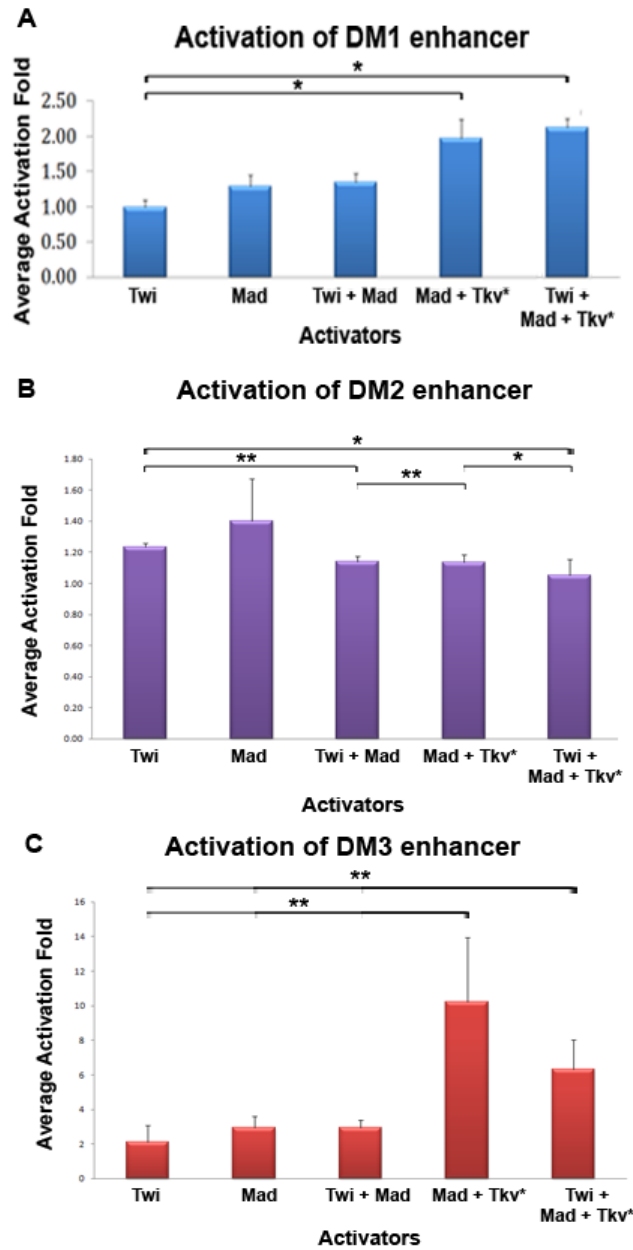 A
Activation of DM1 enhancer
*
*
Average Activation Fold
2.50
2.00
1.50
1.00
0.50
0.00
Twi
Mad
Twi + Mad
Mad + Tkv*
Twi +
Mad + Tkv*
Activators
B
Activation of DM2 enhancer
*
**
**
*
Average Activation Fold
1.80
1.60
1.40
1.20
1.00
0.80
0.60
0.40
0.20
0.00
Twi
Mad
Twi + Mad
Mad + Tkv*
Twi +
Mad + Tkv*
Activators
C
Activation of DM3 enhancer
**
**
Average Activation Fold
16
14
12
10
8
6
4
2
0
Twi
Mad
Twi + Mad
Mad + Tkv*
Twi +
Mad + Tkv*
Activators